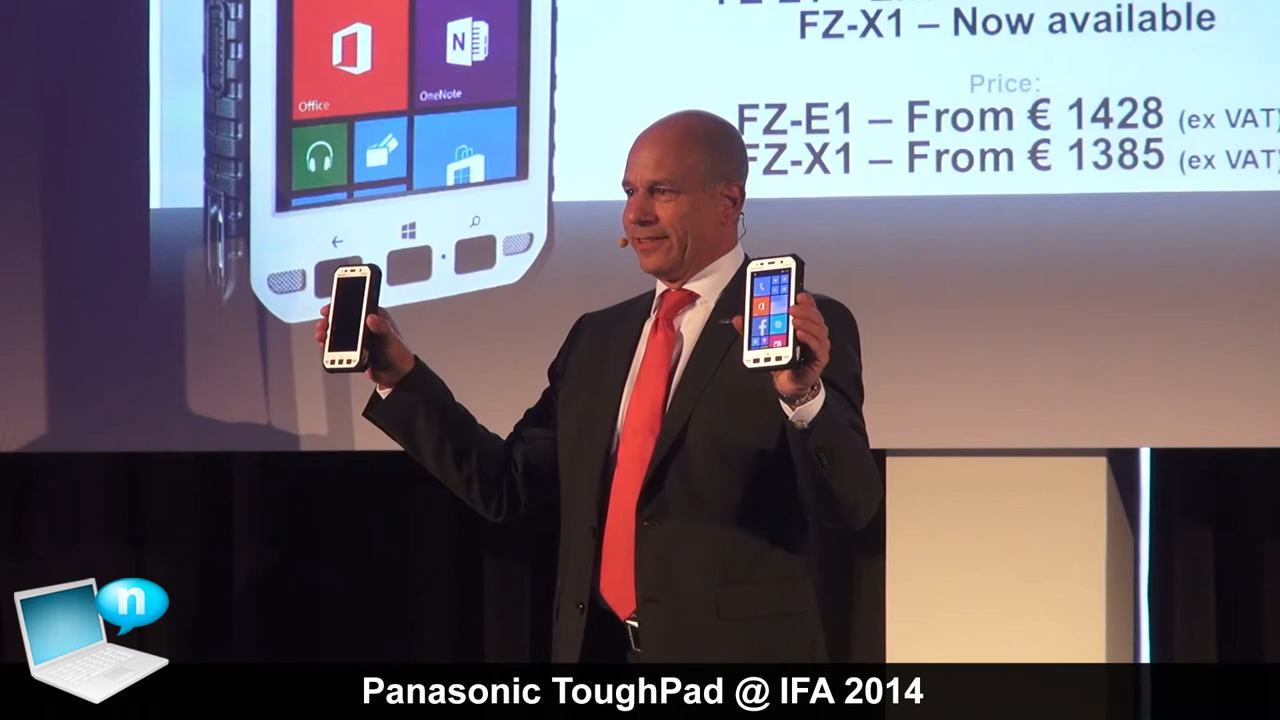 FZ-X1 – Now available
Price:
FZ-E1 – From € 1428 (ex VAT)
FZ-X1 – From € 1385 (ex VAT)
Office
OneNote
n
Panasonic ToughPad @ IFA 2014